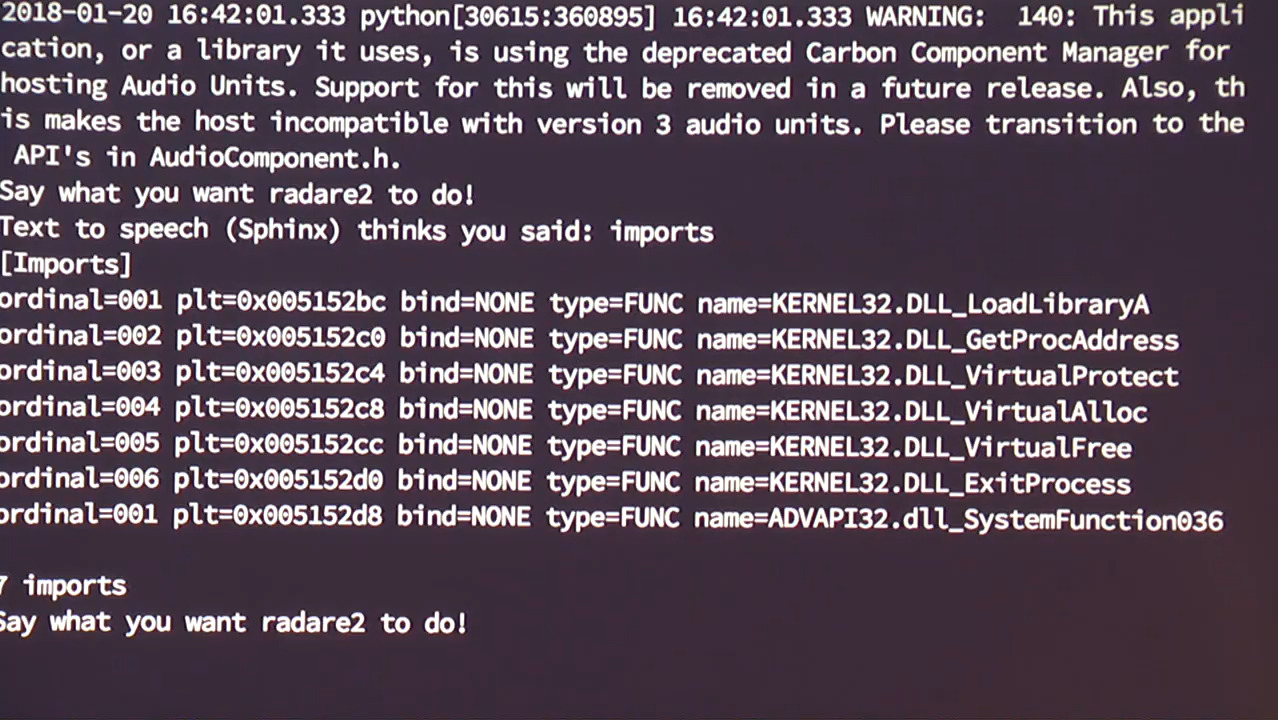 2018-01-20 16:42:01.333 python[30615:360895] 16:42:01.333 WARNING:  140: This appli
cation, or a library it uses, is using the deprecated Carbon Component Manager for
hosting Audio Units. Support for this will be removed in a future release. Also, th
is makes the host incompatible with version 3 audio units. Please transition to the
 API's in AudioComponent.h.
Say what you want radare2 to do!
Text to speech (Sphinx) thinks you said: imports
[Imports]
ordinal=001 plt=0x005152bc bind=NONE type=FUNC name=KERNEL32.DLL_LoadLibraryA
ordinal=002 plt=0x005152c0 bind=NONE type=FUNC name=KERNEL32.DLL_GetProcAddress
ordinal=003 plt=0x005152c4 bind=NONE type=FUNC name=KERNEL32.DLL_VirtualProtect
ordinal=004 plt=0x005152c8 bind=NONE type=FUNC name=KERNEL32.DLL_VirtualAlloc
ordinal=005 plt=0x005152cc bind=NONE type=FUNC name=KERNEL32.DLL_VirtualFree
ordinal=006 plt=0x005152d0 bind=NONE type=FUNC name=KERNEL32.DLL_ExitProcess
ordinal=001 plt=0x005152d8 bind=NONE type=FUNC name=ADVAPI32.dll_SystemFunction036
7 imports
Say what you want radare2 to do!